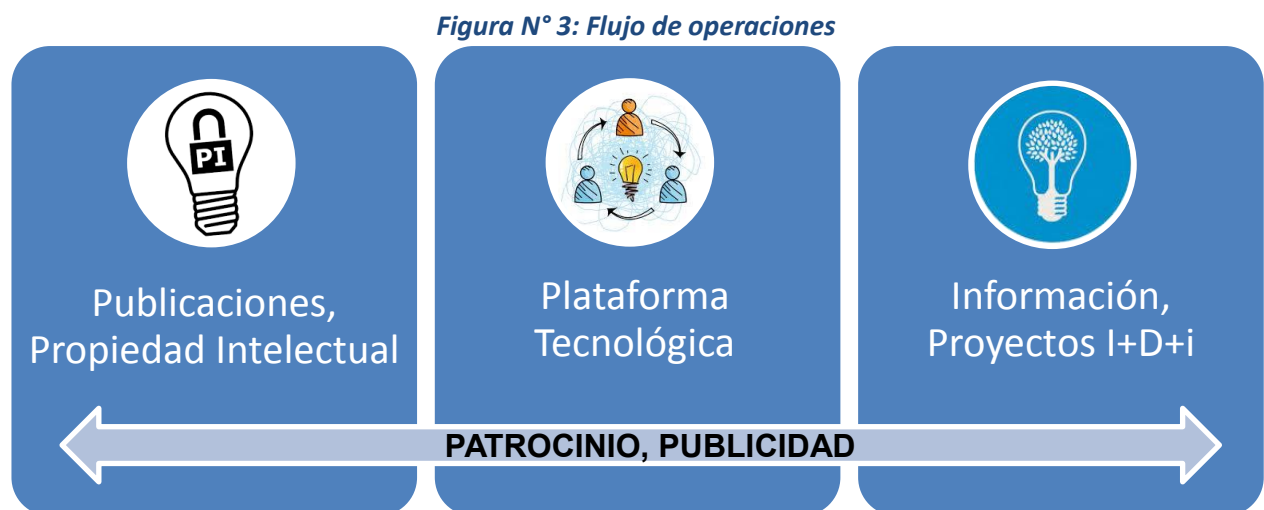 Figura N° 3: Flujo de operaciones
PI
Publicaciones,
Propiedad Intelectual
Plataforma
Tecnológica
Información,
Proyectos I+D+i
PATROCINIO, PUBLICIDAD